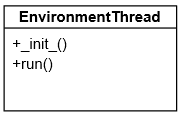 EnvironmentThread
+_init_()
+run()